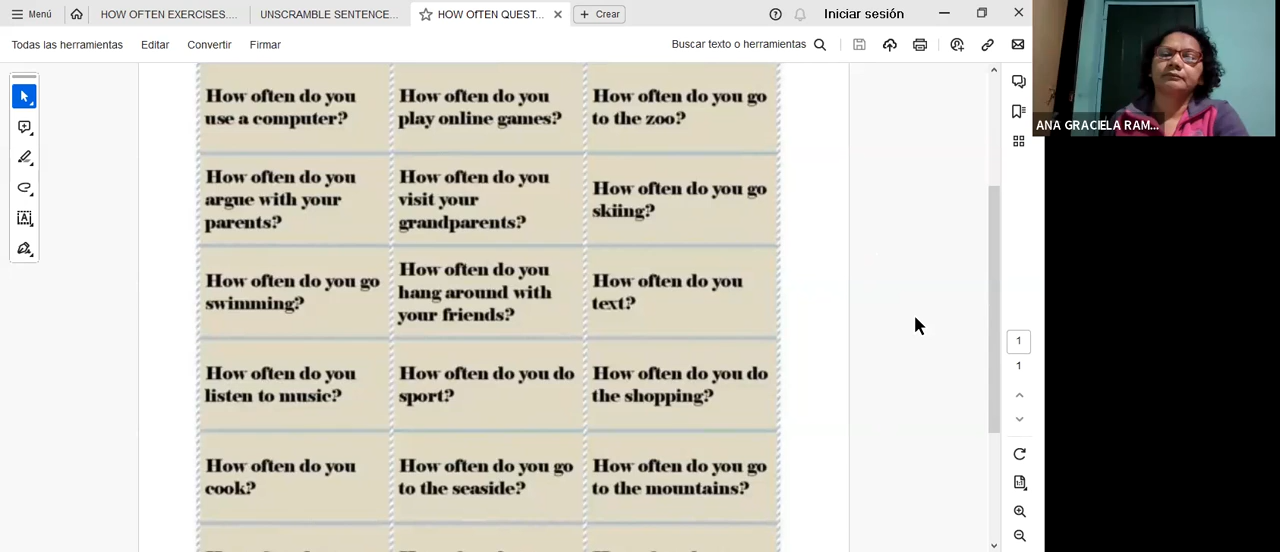 Menú
HOW OFTEN EXERCISES....
UNSCRAMBLE SENTENCE...
HOW OfTEN QUEST...
Crear
Iniciar sesión
Todas las herramientas
Editar
Convertir
Firmar
Buscar texto o herramientas
ANA GRACIELA RAM...
How often do you
use a computer?
How often do you
play online games?
How often do you go
to the zoo?
How often do you
argue with your
parents?
How often do you
visit your
grandparents?
How often do you go
skiing?
How often do you go
swimming?
How often do you
hang around with
your friends?
How often do you
text?
How often do you
listen to music?
How often do you do
sport?
How often do you do
the shopping?
How often do you
cook?
How often do you go
to the seaside?
How often do you go
to the mountains?
1
1